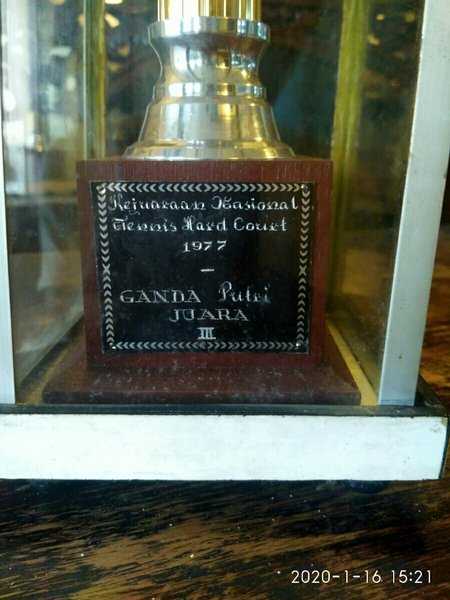 Kejuaraan Nasional
Tennis Hard Court
1977
–
GANDA Putri
JUARA
III
2020-1-16 15:21